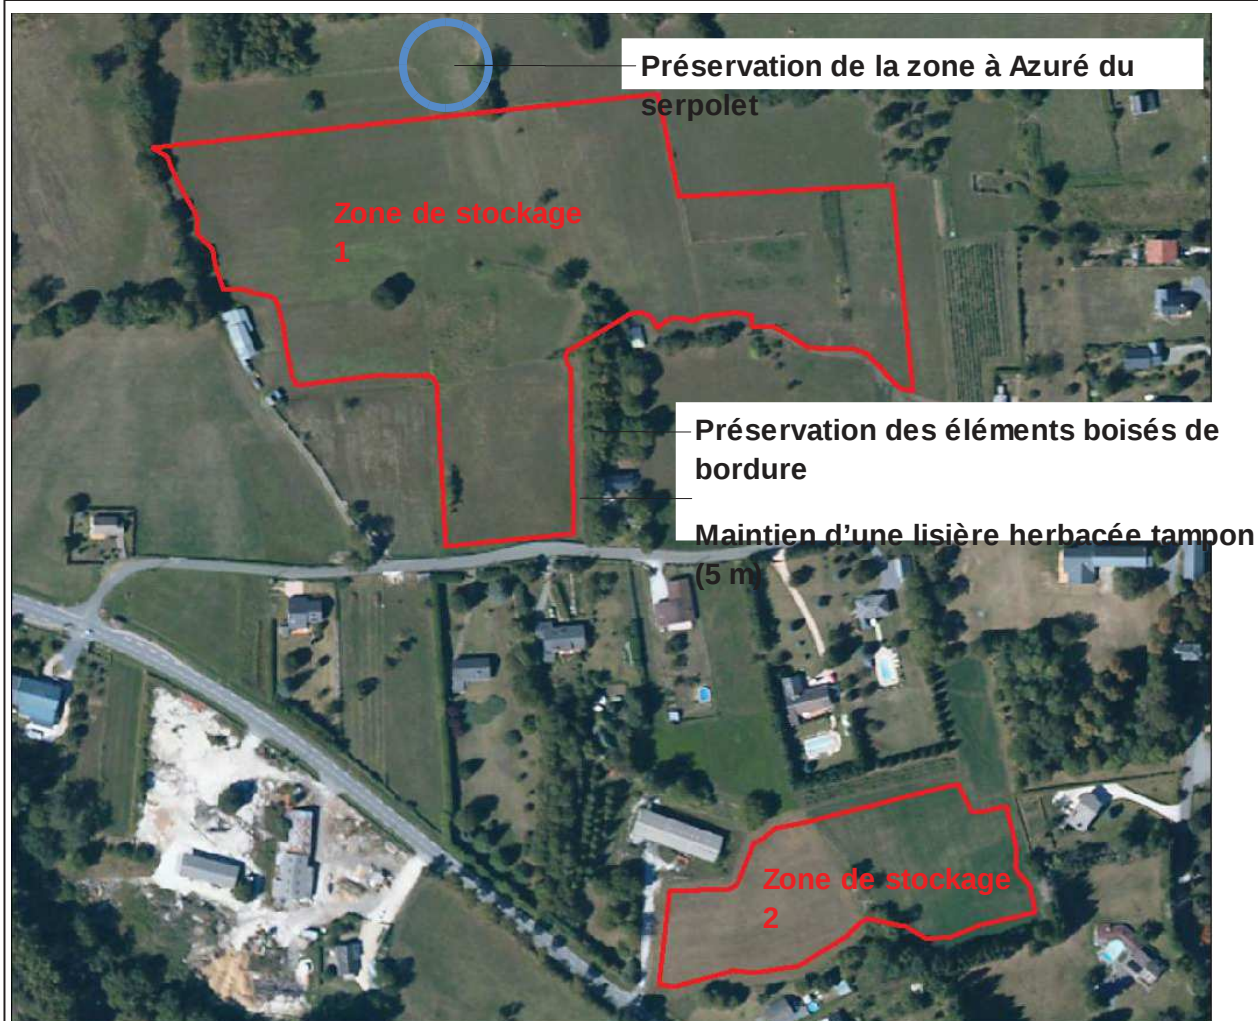 Préservation de la zone à Azuré du
serpolet
Zone de stockage
1
Préservation des éléments boisés de
bordure
Maintien d'une lisière herbacée tampon
(5 m)
Zone de stockage
2